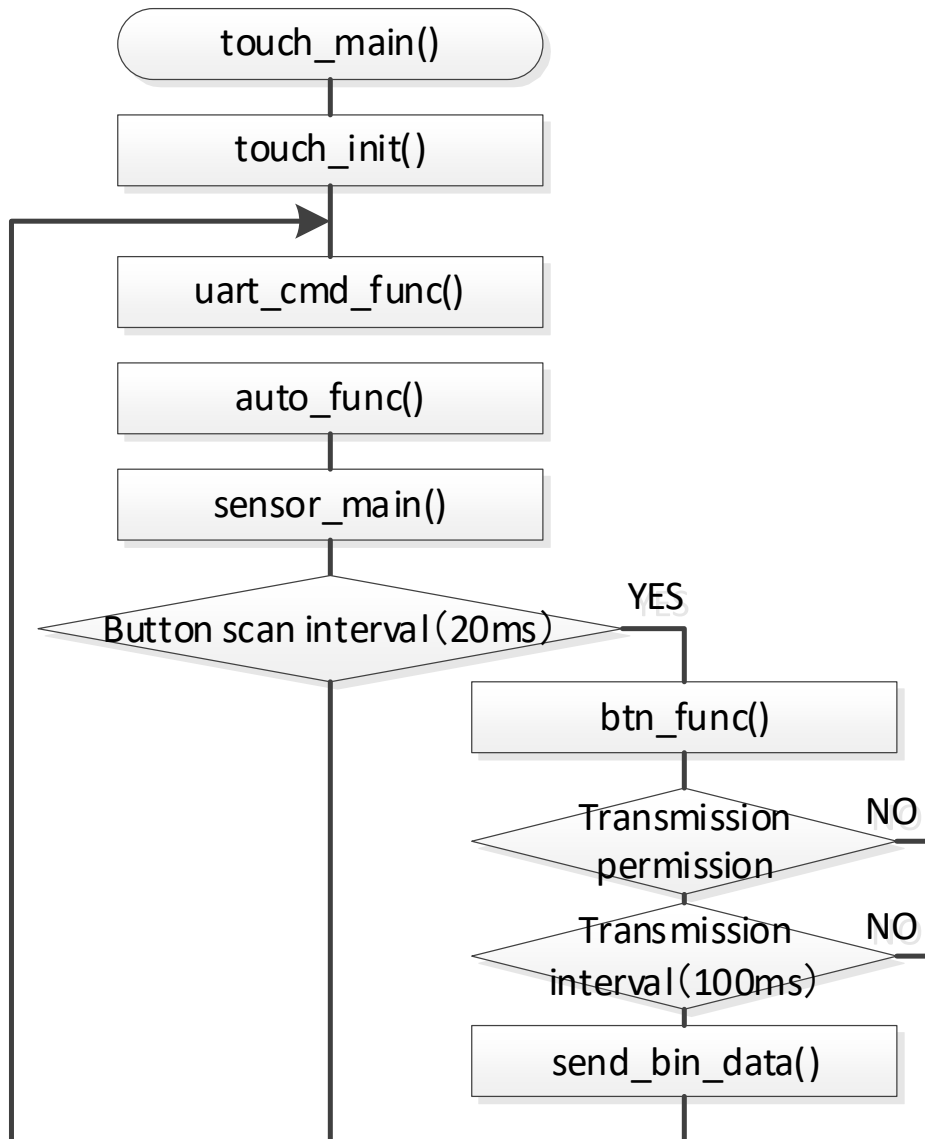 touch_main()
touch_init()
uart_cmd_func()
auto_func()
sensor_main()
Button scan interval（20ms）
YES
btn_func()
Transmission
permission
NO
Transmission
interval（100ms）
NO
send_bin_data()